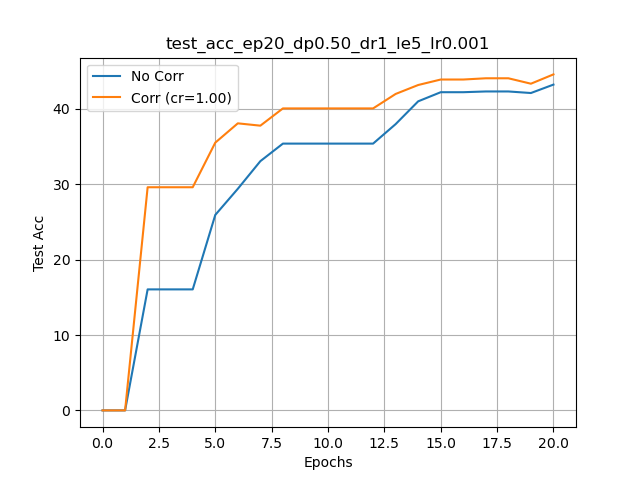 test_acc_ep20_dp0.50_dr1_le5_lr0.001
No Corr
Corr (cr=1.00)
Test Acc
40
30
20
10
0
0.0 2.5 5.0 7.5 10.0 12.5 15.0 17.5 20.0
Epochs